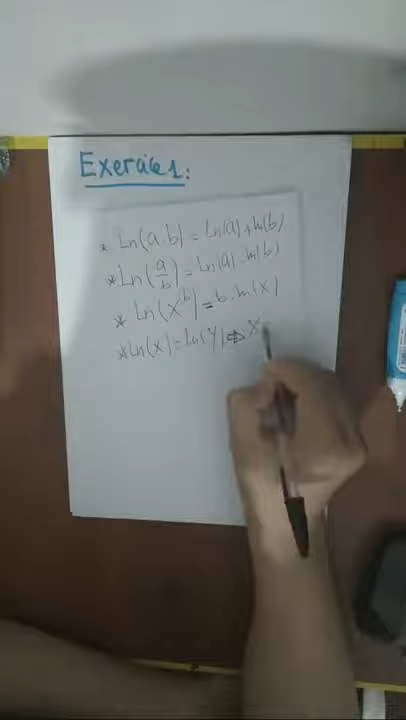 Exercice 1:
* Ln(a.b) = Ln(a) + ln(b)
* Ln(a/b) = Ln(a) - ln(b)
* Ln(x^b) = b. ln(x)
* Ln(x) = Ln(y) ⇔ x